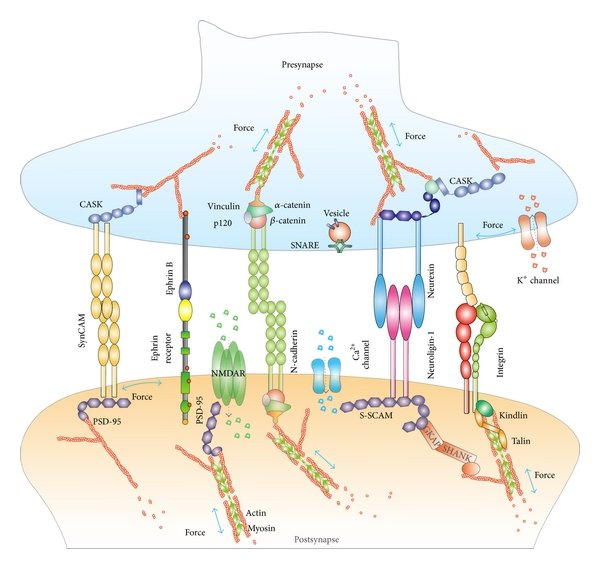 Presynapse
Force
Force
CASK
CASK
Vinculin
α-catenin
p120
β-catenin
Vesicle
SNARE
Force
K+ channel
Ephrin B
Neurexin
SynCAM
Ephrin
receptor
N-cadherin
Ca2+
channel
Neuroligin-1
Integrin
NMDAR
Force
PSD-95
PSD-95
S-SCAM
Kindlin
GKAP
SHANK
Talin
Force
Actin
Myosin
Force
Postsynapse